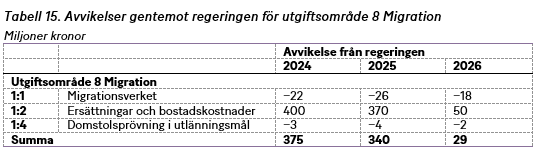 Tabell 15. Avvikelser gentemot regeringen för utgiftsområde 8 Migration
Miljoner kronor
Avvikelse från regeringen
2024 2025 2026
Utgiftsområde 8 Migration
1:1 Migrationsverket −22 −26 −18
1:2 Ersättningar och bostadskostnader 400 370 50
1:4 Domstolsprövning i utlänningsmål −3 −4 −2
Summa 375 340 29